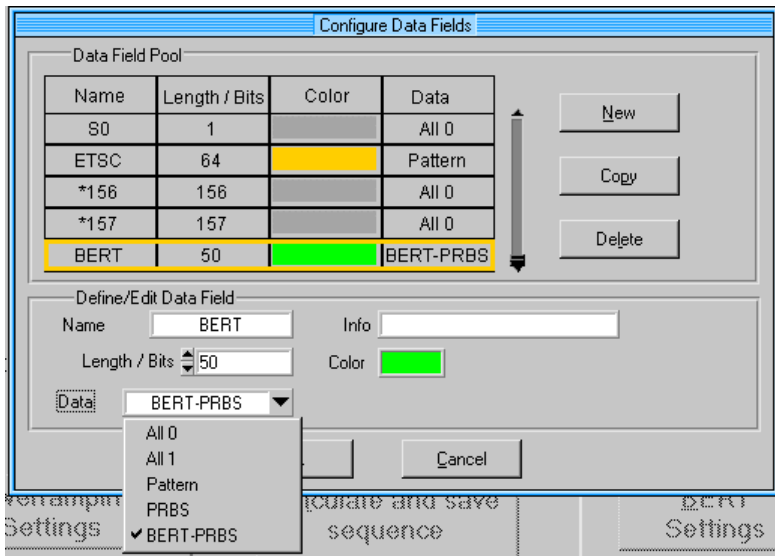 Configure Data Fields
Data Field Pool
Name Length / Bits Color Data
S0 1 All 0
ETSC 64 Pattern
*156 156 All 0
*157 157 All 0
BERT 50 BERT-PRBS
New
Copy
Delete
Define/Edit Data Field
Name BERT Info
Length / Bits 50 Color
Data BERT-PRBS
All 0
All 1
Pattern
PRBS
BERT-PRBS
Cancel
and save
sequence
Settings
BERT
Settings